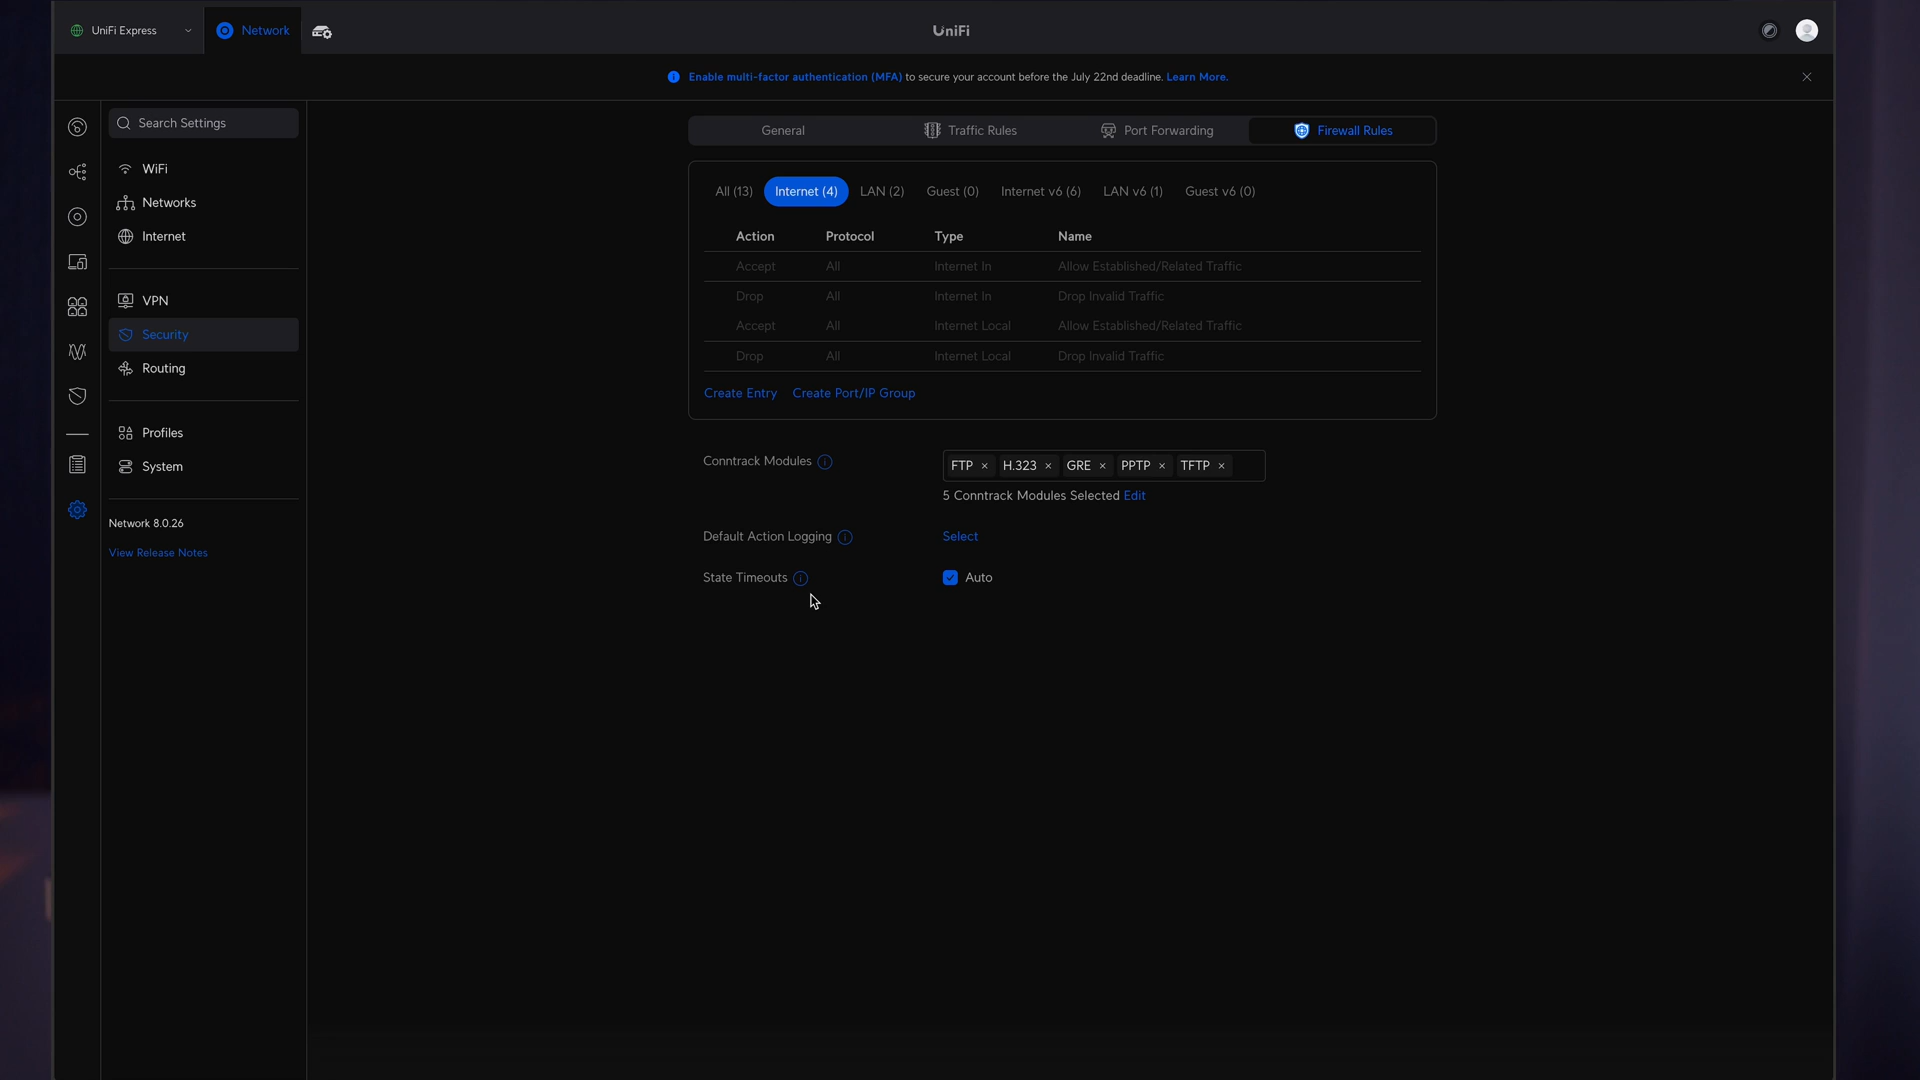 UniFi Express
Network
UniFi
Enable multi-factor authentication (MFA) to secure your account before the July 22nd deadline. Learn More.
Search Settings
WiFi
Networks
Internet
VPN
Security
Routing
Profiles
System
Network 8.0.26
View Release Notes
General
Traffic Rules
Port Forwarding
Firewall Rules
All (13)
Internet (4)
LAN (2)
Guest (0)
Internet v6 (6)
LAN v6 (1)
Guest v6 (0)
Action Protocol Type Name
Accept All Internet In Allow Established/Related Traffic
Drop All Internet In Drop Invalid Traffic
Accept All Internet Local Allow Established/Related Traffic
Drop All Internet Local Drop Invalid Traffic
Create Entry Create Port/IP Group
Conntrack Modules
FTP × H.323 × GRE × PPTP × TFTP ×
5 Conntrack Modules Selected Edit
Default Action Logging
Select
State Timeouts
Auto